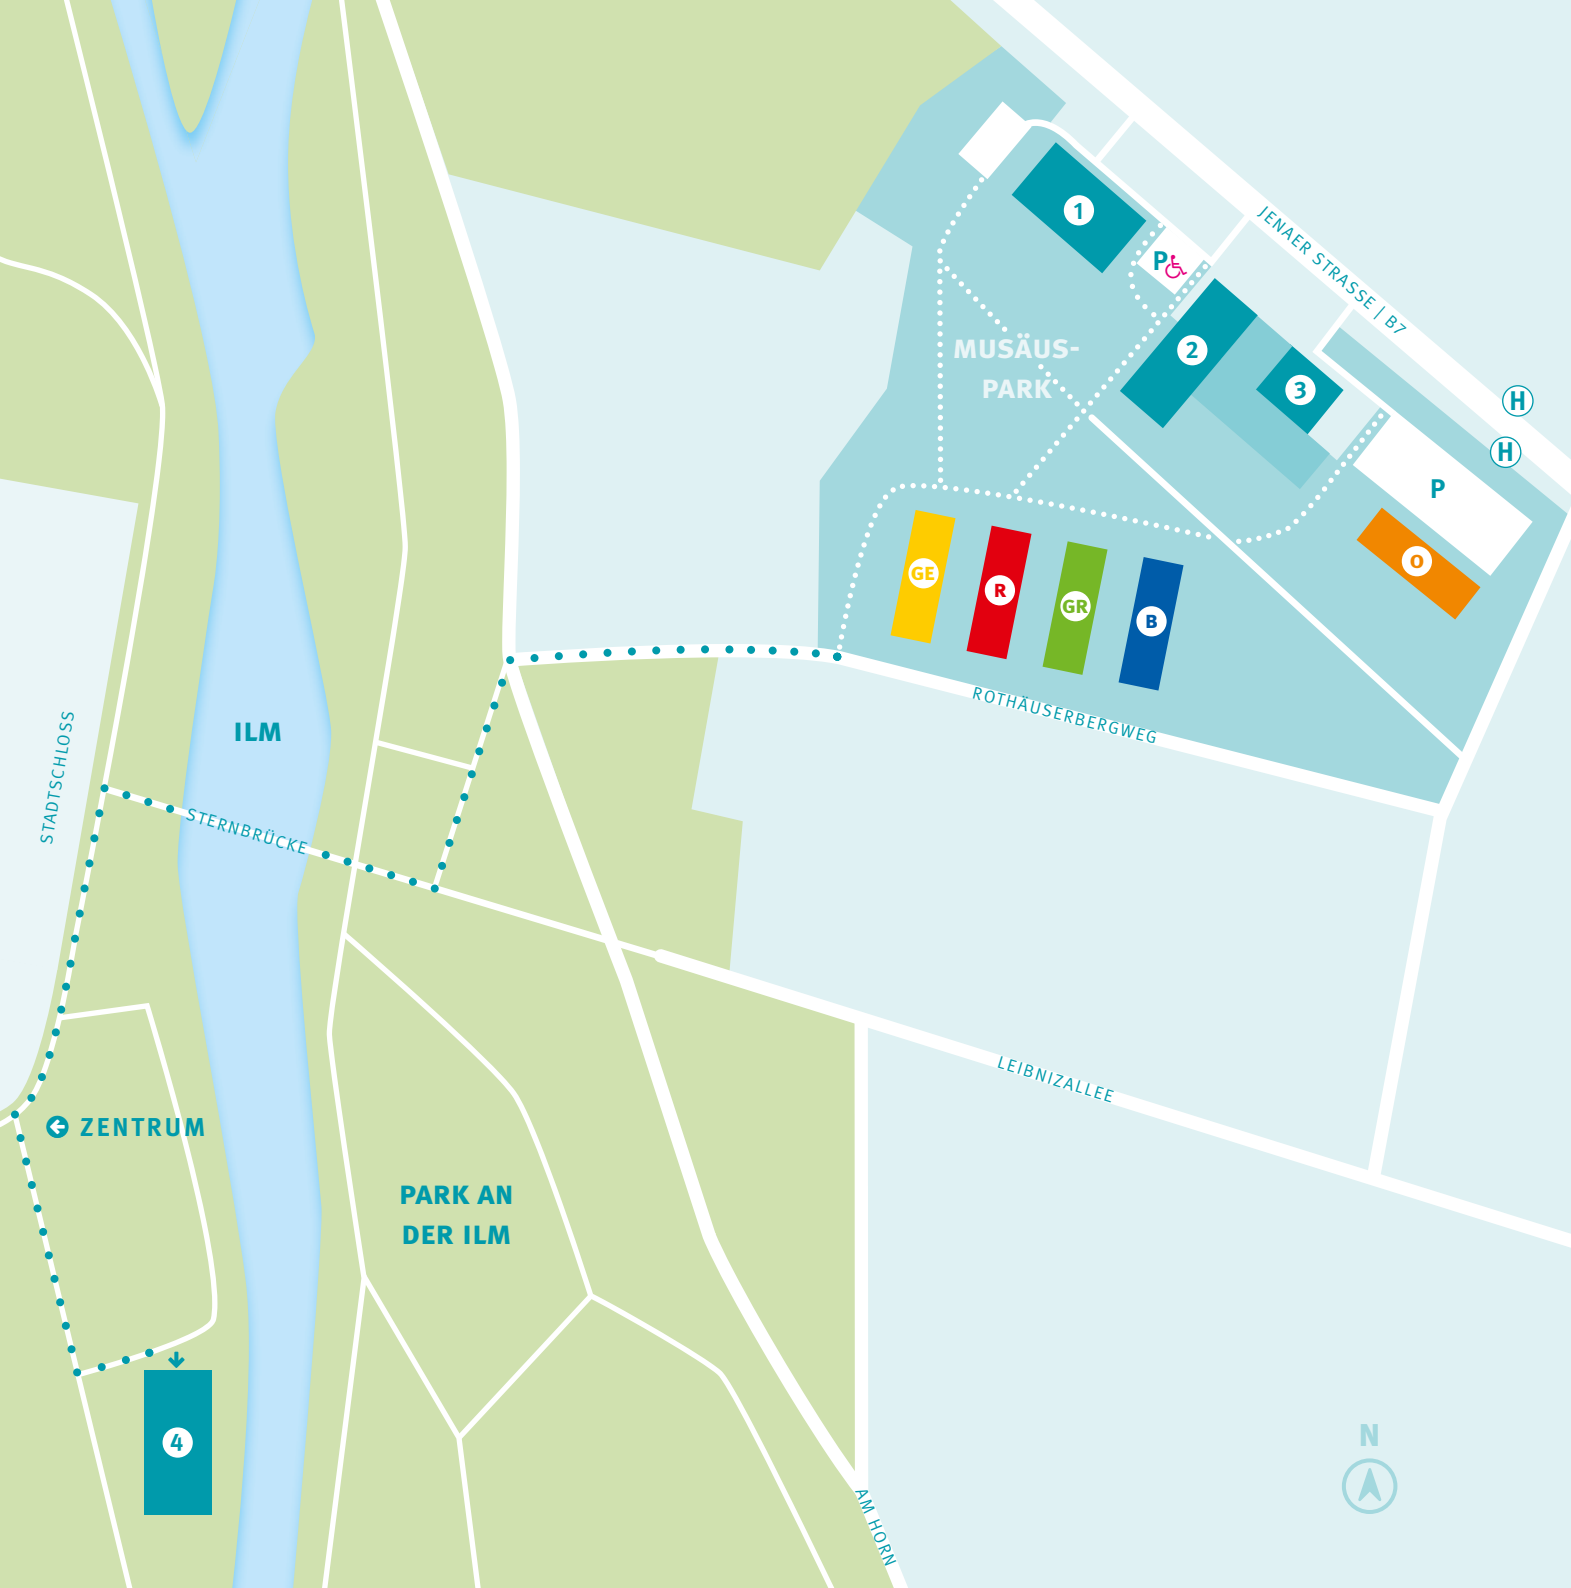 1
P
JENAER STRASSE | B7
2
MUSÄUS-
PARK
3
H
H
P
O
GE
R
GR
B
ROTHÄUSERBERGWEG
ILM
STADTSCHLOSS
STERNBRÜCKE
LEIBNIZALLEE
ZENTRUM
PARK AN
DER ILM
4
N
AM HORN